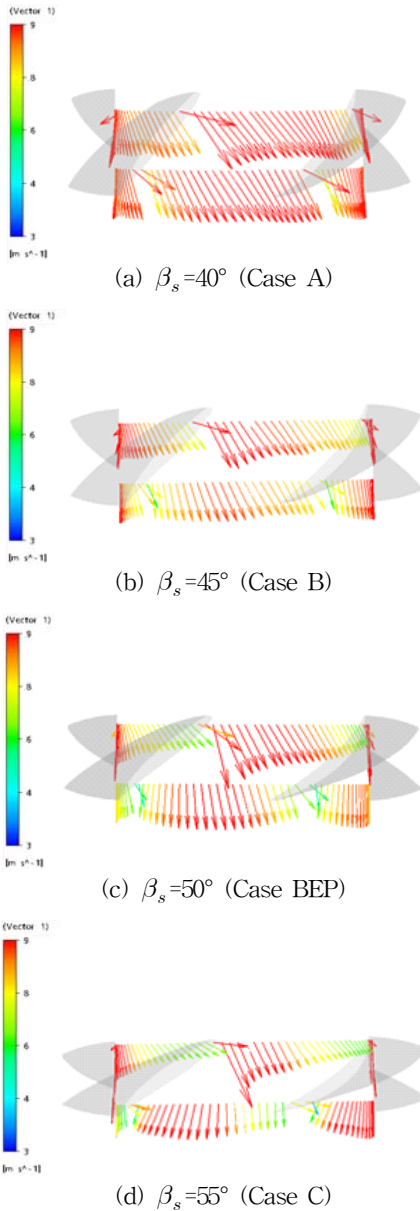 (Vector 1)
9
8
6
4
3
[m s^-1]
(a) βₛ=40° (Case A)
(Vector 1)
9
8
6
4
3
[m s^-1]
(b) βₛ=45° (Case B)
(Vector 1)
9
8
6
4
3
[m s^-1]
(c) βₛ=50° (Case BEP)
(Vector 1)
9
8
6
4
3
[m s^-1]
(d) βₛ=55° (Case C)